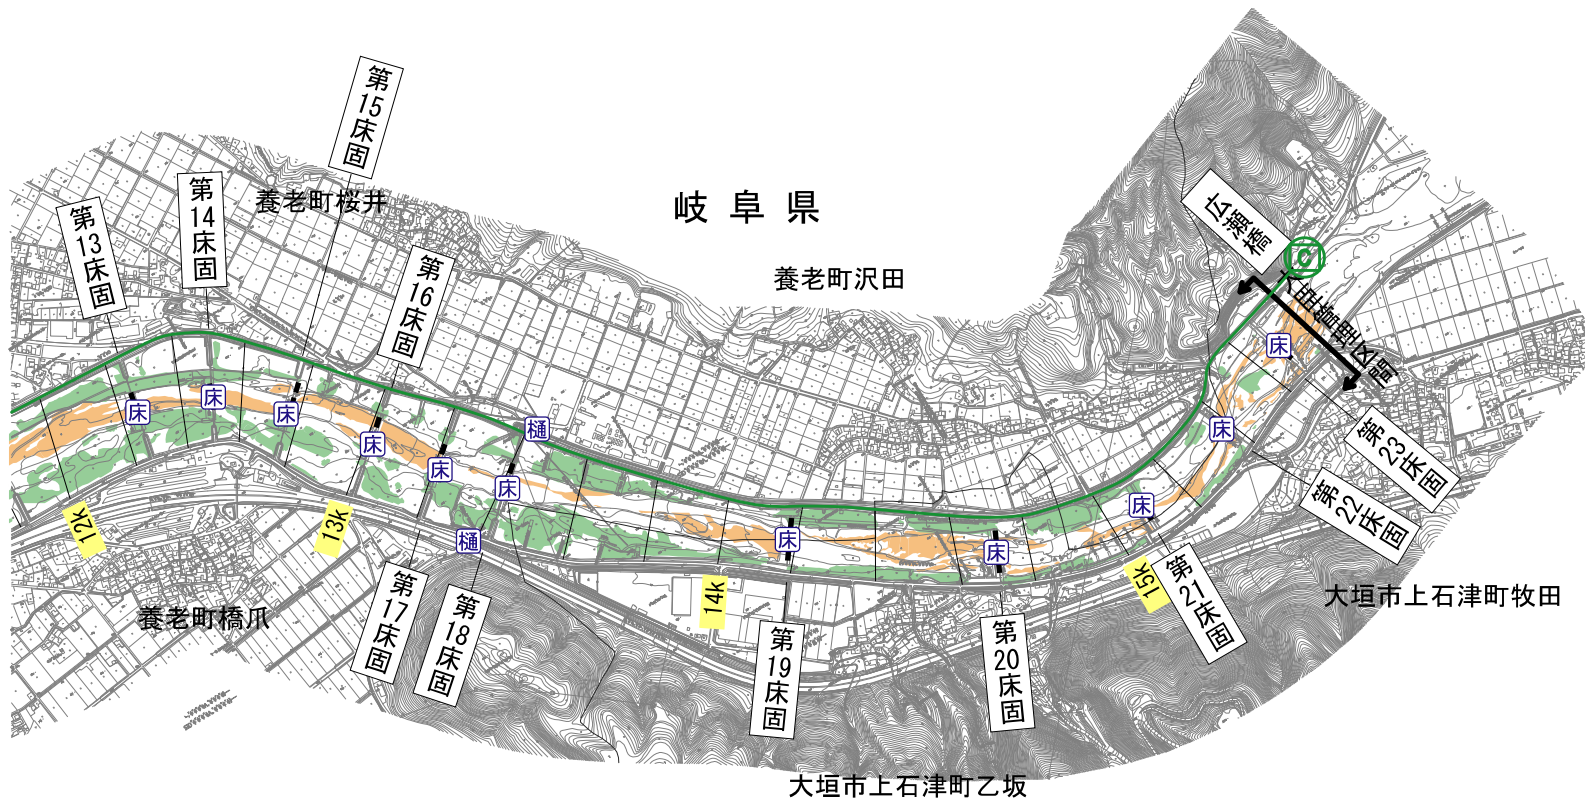 岐阜県
養老町桜井
養老町沢田
養老町橋爪
大垣市上石津町牧田
大垣市上石津町乙坂
第13床固
第14床固
第15床固
第16床固
第17床固
第18床固
第19床固
第20床固
第21床固
第22床固
第23床固
広瀬橋
大臣管理区間
C
12k
13k
14k
15k
床
床
床
床
床
床
床
床
床
床
床
樋
樋